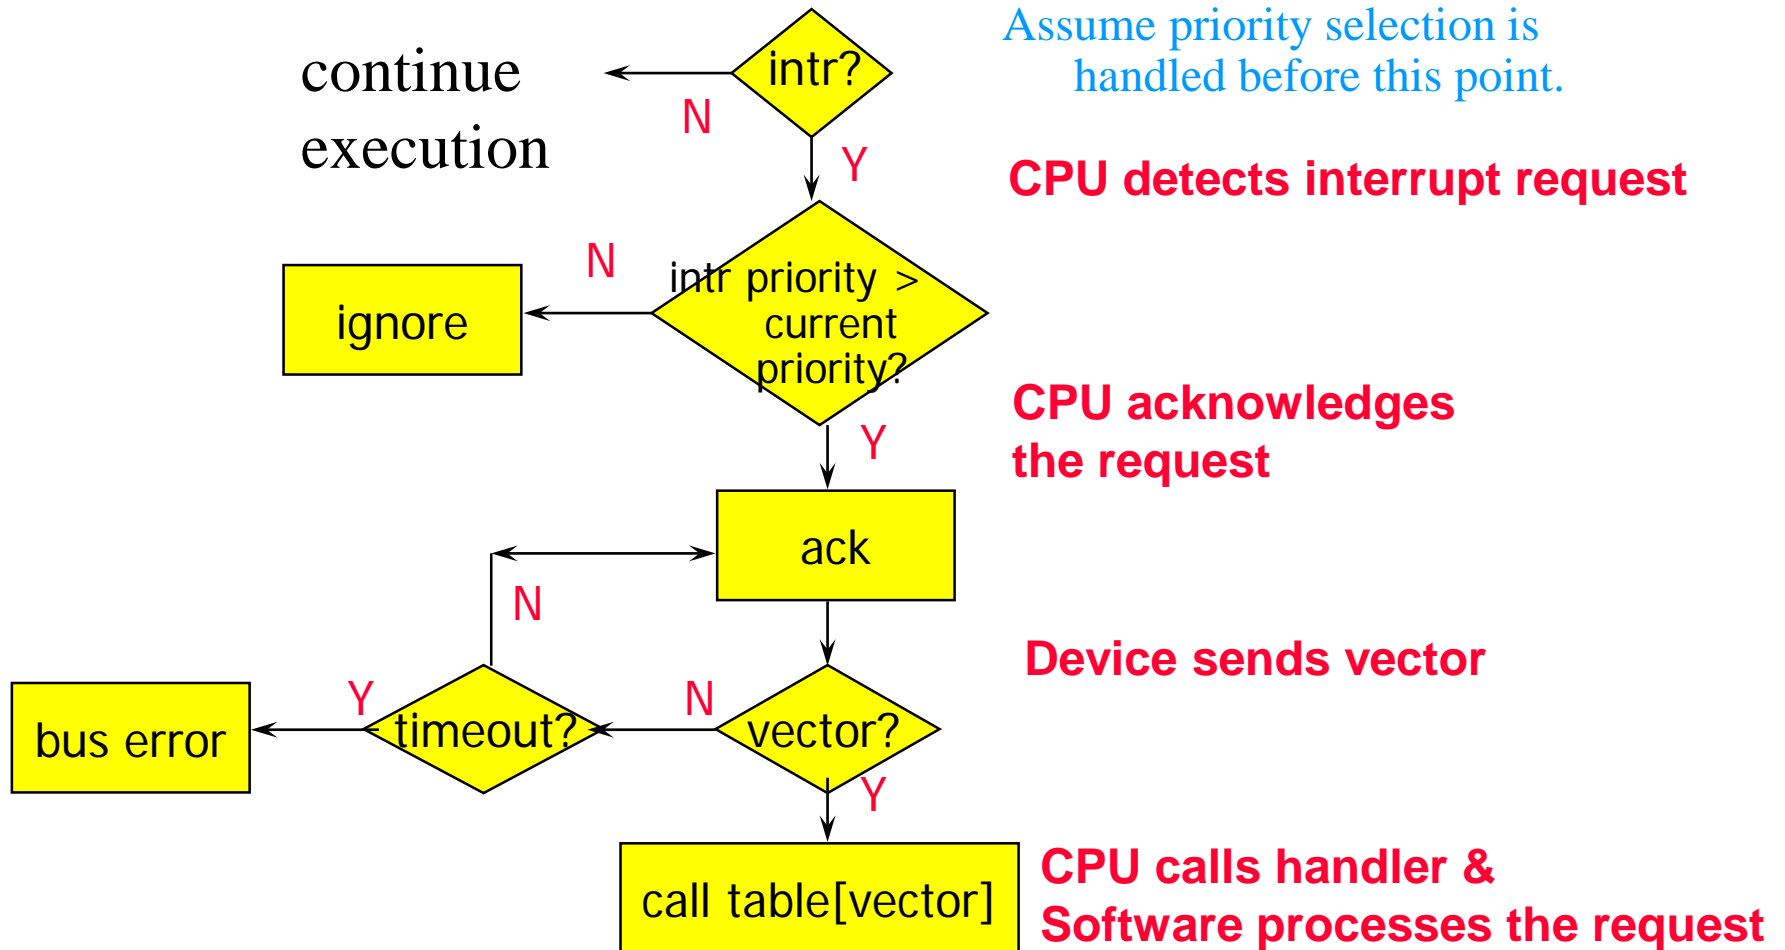 Assume priority selection is
handled before this point.
continue
execution
intr?
N
Y
CPU detects interrupt request
N
intr priority >
current
priority?
ignore
CPU acknowledges
the request
Y
ack
N
Device sends vector
Y
N
bus error
timeout?
vector?
Y
call table[vector]
CPU calls handler &
Software processes the request